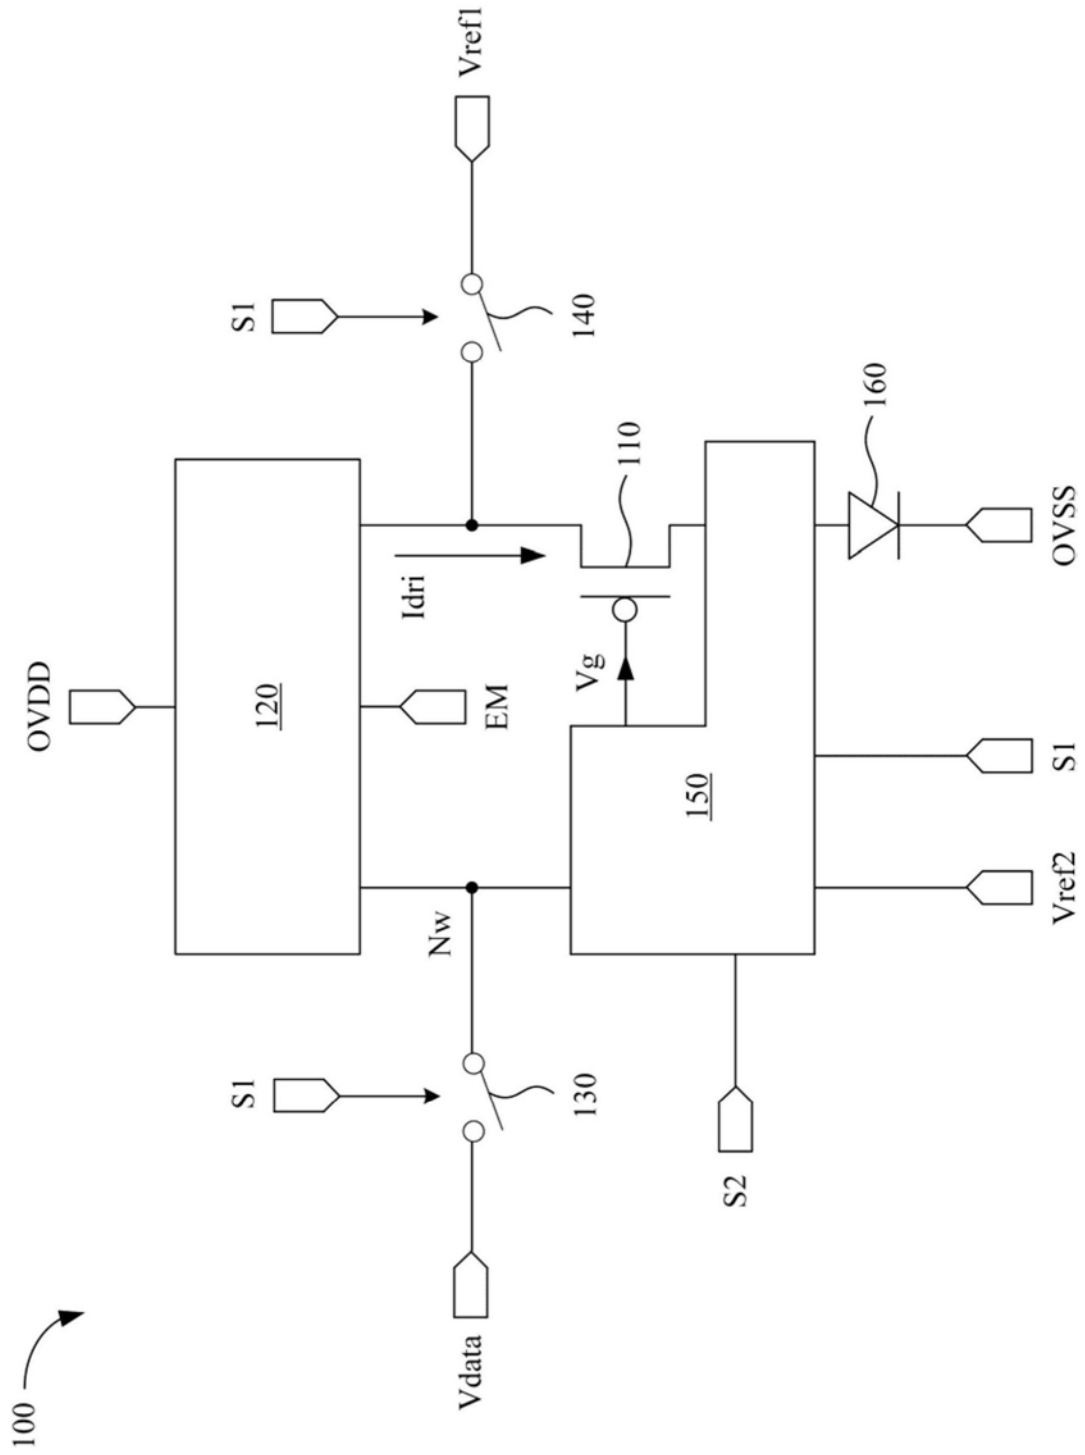 100
OVDD
S1
S1
120
Vdata
Nw
EM
Idri
Vref1
130
140
Vg
110
S2
150
160
Vref2
S1
OVSS